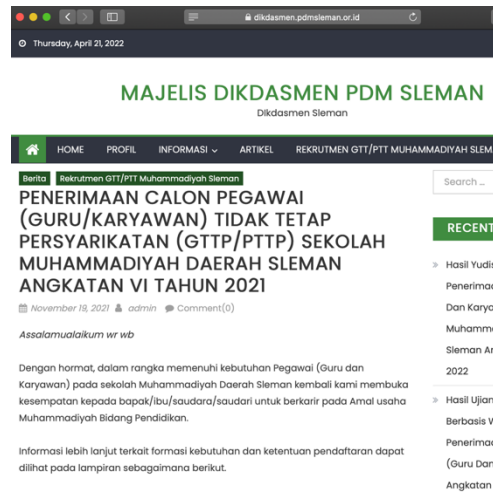 dikdasmen.pdmsleman.or.id
Thursday, April 21, 2022
MAJELIS DIKDASMEN PDM SLEMAN
Dikdasmen Sleman
HOME PROFIL INFORMASI ARTIKEL REKRUTMEN GTT/PTT MUHAMMADIYAH SLEM
Berita Rekrutmen GTT/PTT Muhammadiyah Sleman
PENERIMAAN CALON PEGAWAI
(GURU/KARYAWAN) TIDAK TETAP
PERSYARIKATAN (GTTP/PTTP) SEKOLAH
MUHAMMADIYAH DAERAH SLEMAN
ANGKATAN VI TAHUN 2021
November 19, 2021 admin Comment(0)
Assalamualaikum wr wb
Dengan hormat, dalam rangka memenuhi kebutuhan Pegawai (Guru dan
Karyawan) pada sekolah Muhammadiyah Daerah Sleman kembali kami membuka
kesempatan kepada bapak/ibu/saudara/saudari untuk berkarir pada Amal usaha
Muhammadiyah Bidang Pendidikan.
Informasi lebih lanjut terkait formasi kebutuhan dan ketentuan pendaftaran dapat
dilihat pada lampiran sebagaimana berikut.
Search ...
RECENT
Hasil Yudis
Penerimaa
Dan Karya
Muhamma
Sleman An
2022
Hasil Ujian
Berbasis W
Penerimaa
(Guru Dan
Angkatan